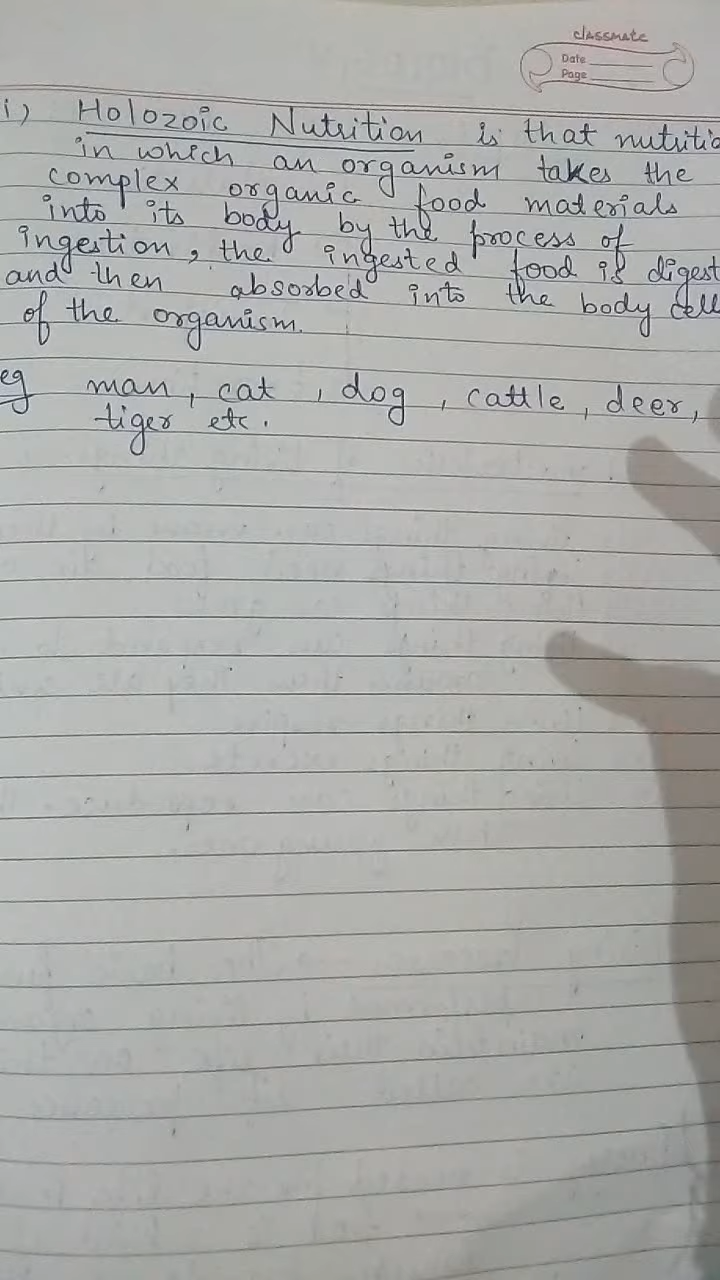 classmate
Date
Page
i) Holozoic Nutrition is that nutritio
in which an organism takes the
complex organic food materials
into its body by the process of
ingestion, the ingested food is digest
and then absorbed into the body cell
of the organism.
eg man, cat, dog, cattle, deer,
tiger etc.